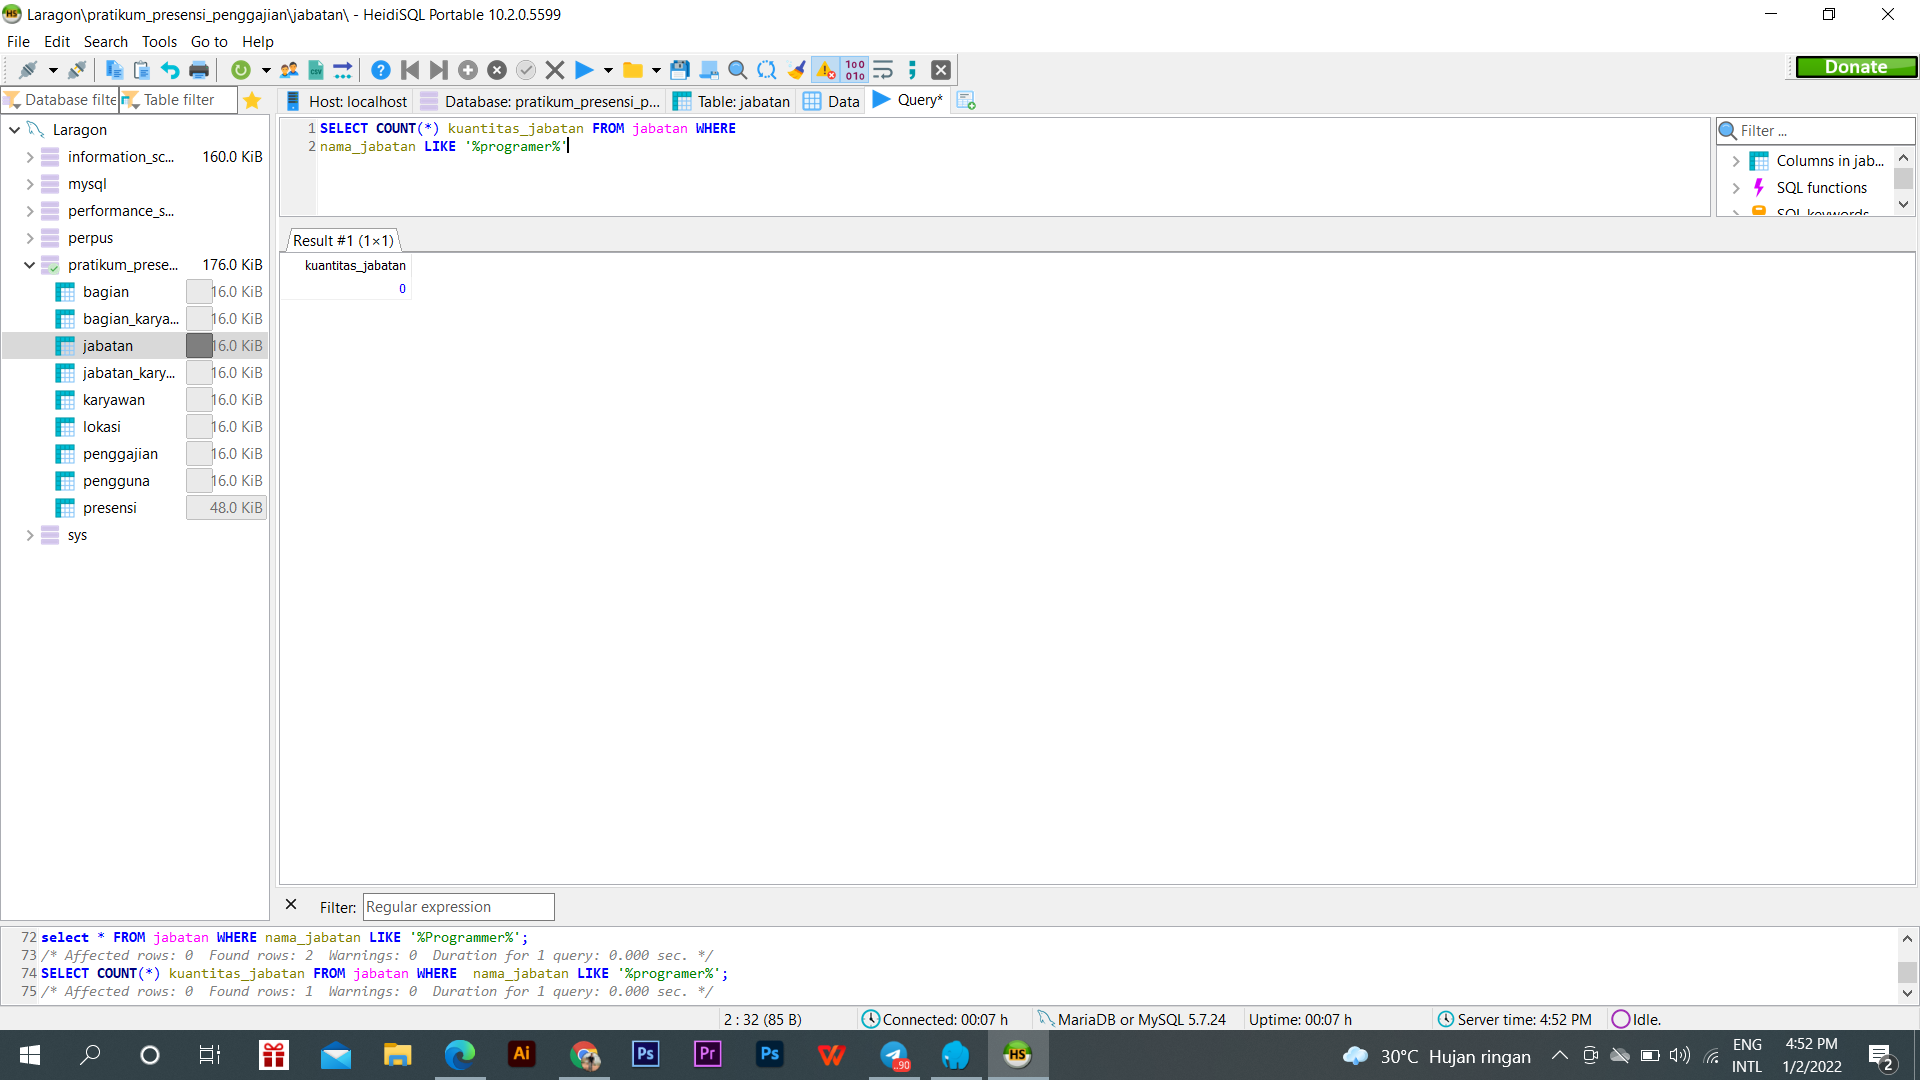 Laragon\pratikum_presensi_penggajian\jabatan\ - HeidiSQL Portable 10.2.0.5599
File Edit Search Tools Go to Help
Donate
Database filte Table filter
Host: localhost Database: pratikum_presensi_p... Table: jabatan Data Query*
Laragon
information_sc... 160.0 KiB
mysql
performance_s...
perpus
pratikum_prese... 176.0 KiB
bagian 16.0 KiB
bagian_karya... 16.0 KiB
jabatan 16.0 KiB
jabatan_kary... 16.0 KiB
karyawan 16.0 KiB
lokasi 16.0 KiB
penggajian 16.0 KiB
pengguna 16.0 KiB
presensi 48.0 KiB
sys
1 SELECT COUNT(*) kuantitas_jabatan FROM jabatan WHERE
2 nama_jabatan LIKE '%programer%'
Filter ...
Columns in jab...
SQL functions
SQL keywords
Result #1 (1×1)
kuantitas_jabatan
0
Filter: Regular expression
72 select * FROM jabatan WHERE nama_jabatan LIKE '%Programmer%';
73 /* Affected rows: 0 Found rows: 2 Warnings: 0 Duration for 1 query: 0.000 sec. */
74 SELECT COUNT(*) kuantitas_jabatan FROM jabatan WHERE  nama_jabatan LIKE '%programer%';
75 /* Affected rows: 0 Found rows: 1 Warnings: 0 Duration for 1 query: 0.000 sec. */
2 : 32 (85 B) Connected: 00:07 h MariaDB or MySQL 5.7.24 Uptime: 00:07 h Server time: 4:52 PM Idle.
Ai Ps Pr Ps ..90 HS
30°C Hujan ringan
ENG
INTL
4:52 PM
1/2/2022
2